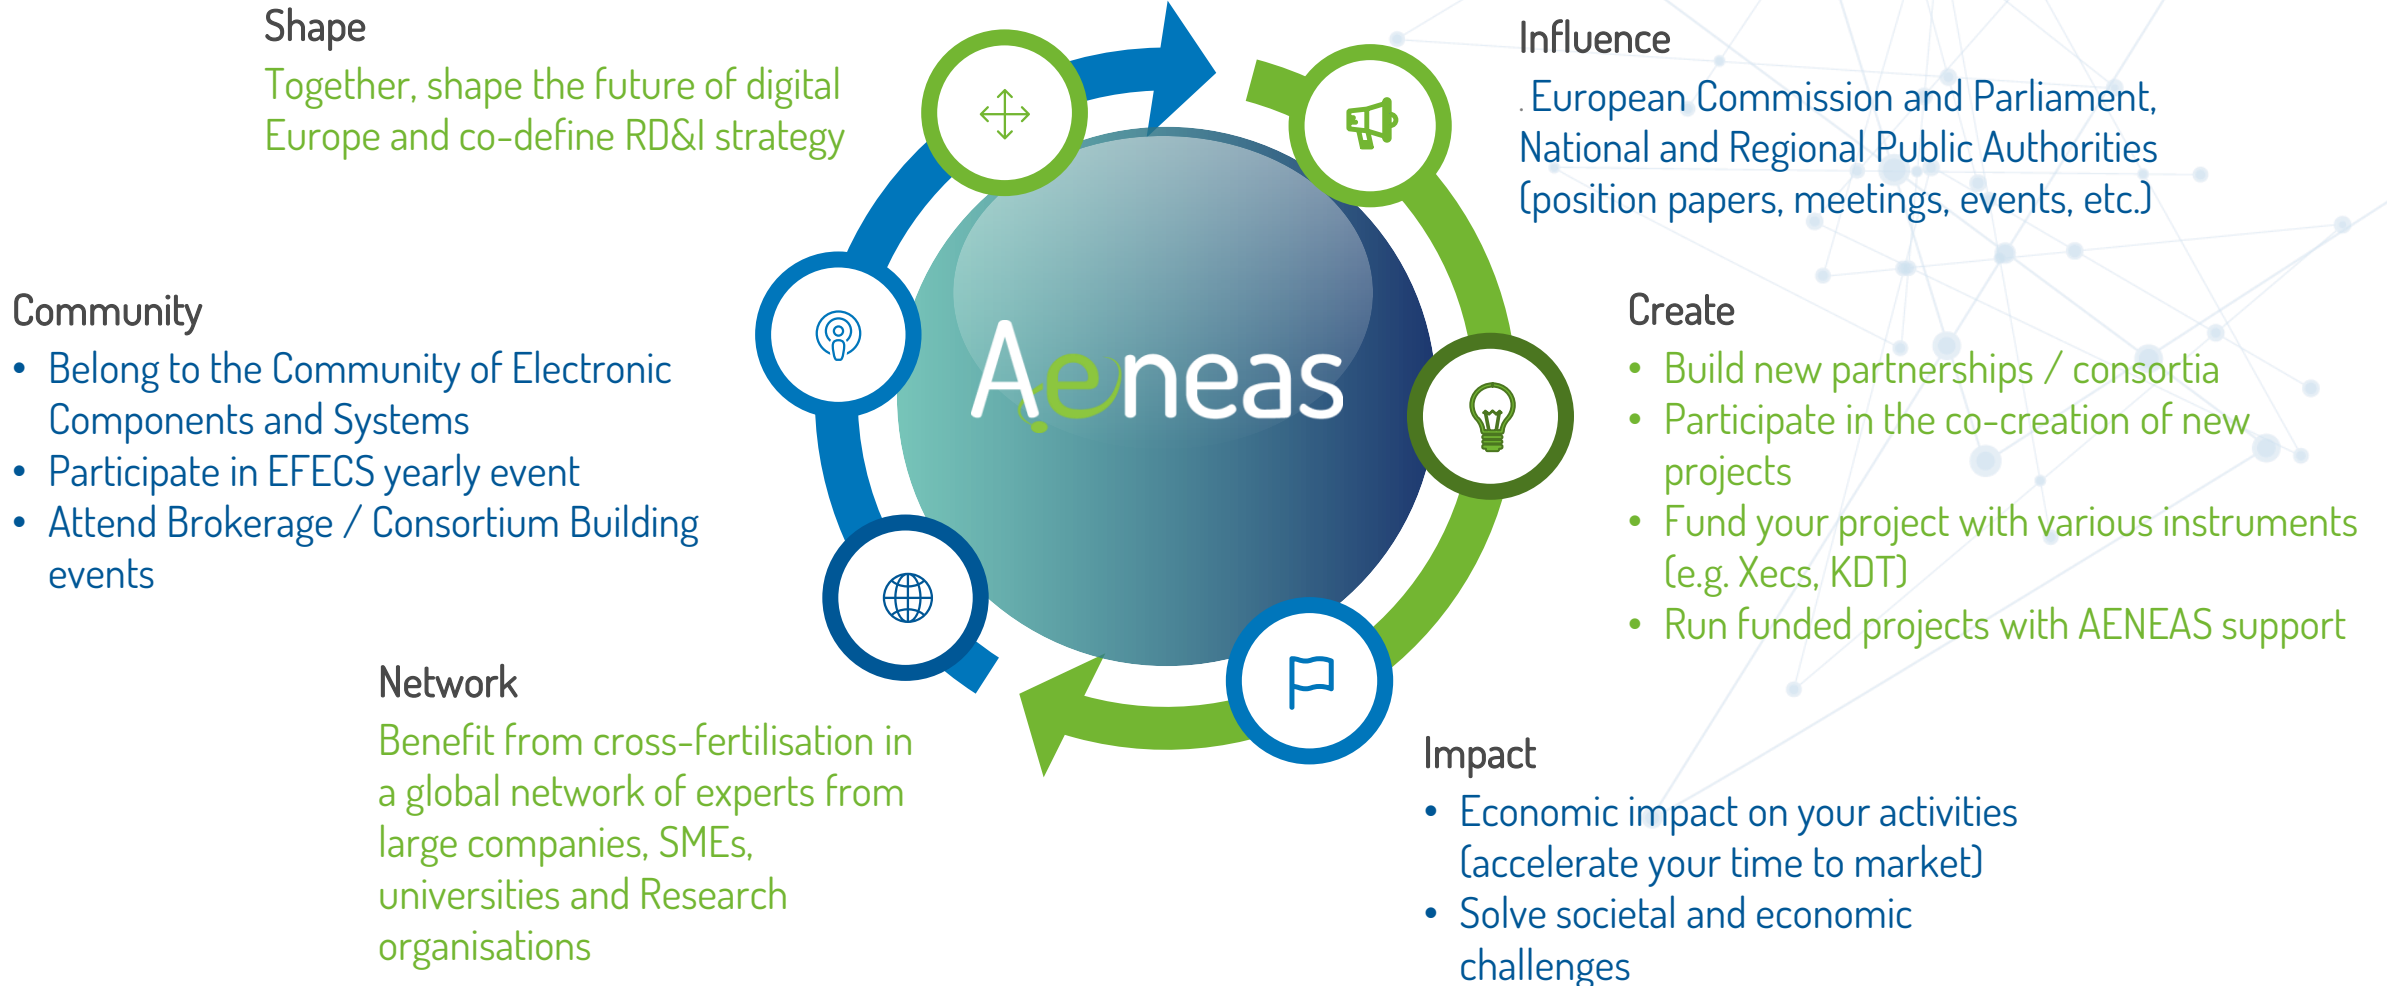 Shape
Together, shape the future of digital
Europe and co-define RD&I strategy
Influence
. European Commission and Parliament,
National and Regional Public Authorities
(position papers, meetings, events, etc.)
Community
• Belong to the Community of Electronic
Components and Systems
• Participate in EFECS yearly event
• Attend Brokerage / Consortium Building
events
Aeneas
Create
• Build new partnerships / consortia
• Participate in the co-creation of new
projects
• Fund your project with various instruments
(e.g. Xecs, KDT)
• Run funded projects with AENEAS support
Network
Benefit from cross-fertilisation in
a global network of experts from
large companies, SMEs,
universities and Research
organisations
Impact
• Economic impact on your activities
(accelerate your time to market)
• Solve societal and economic
challenges